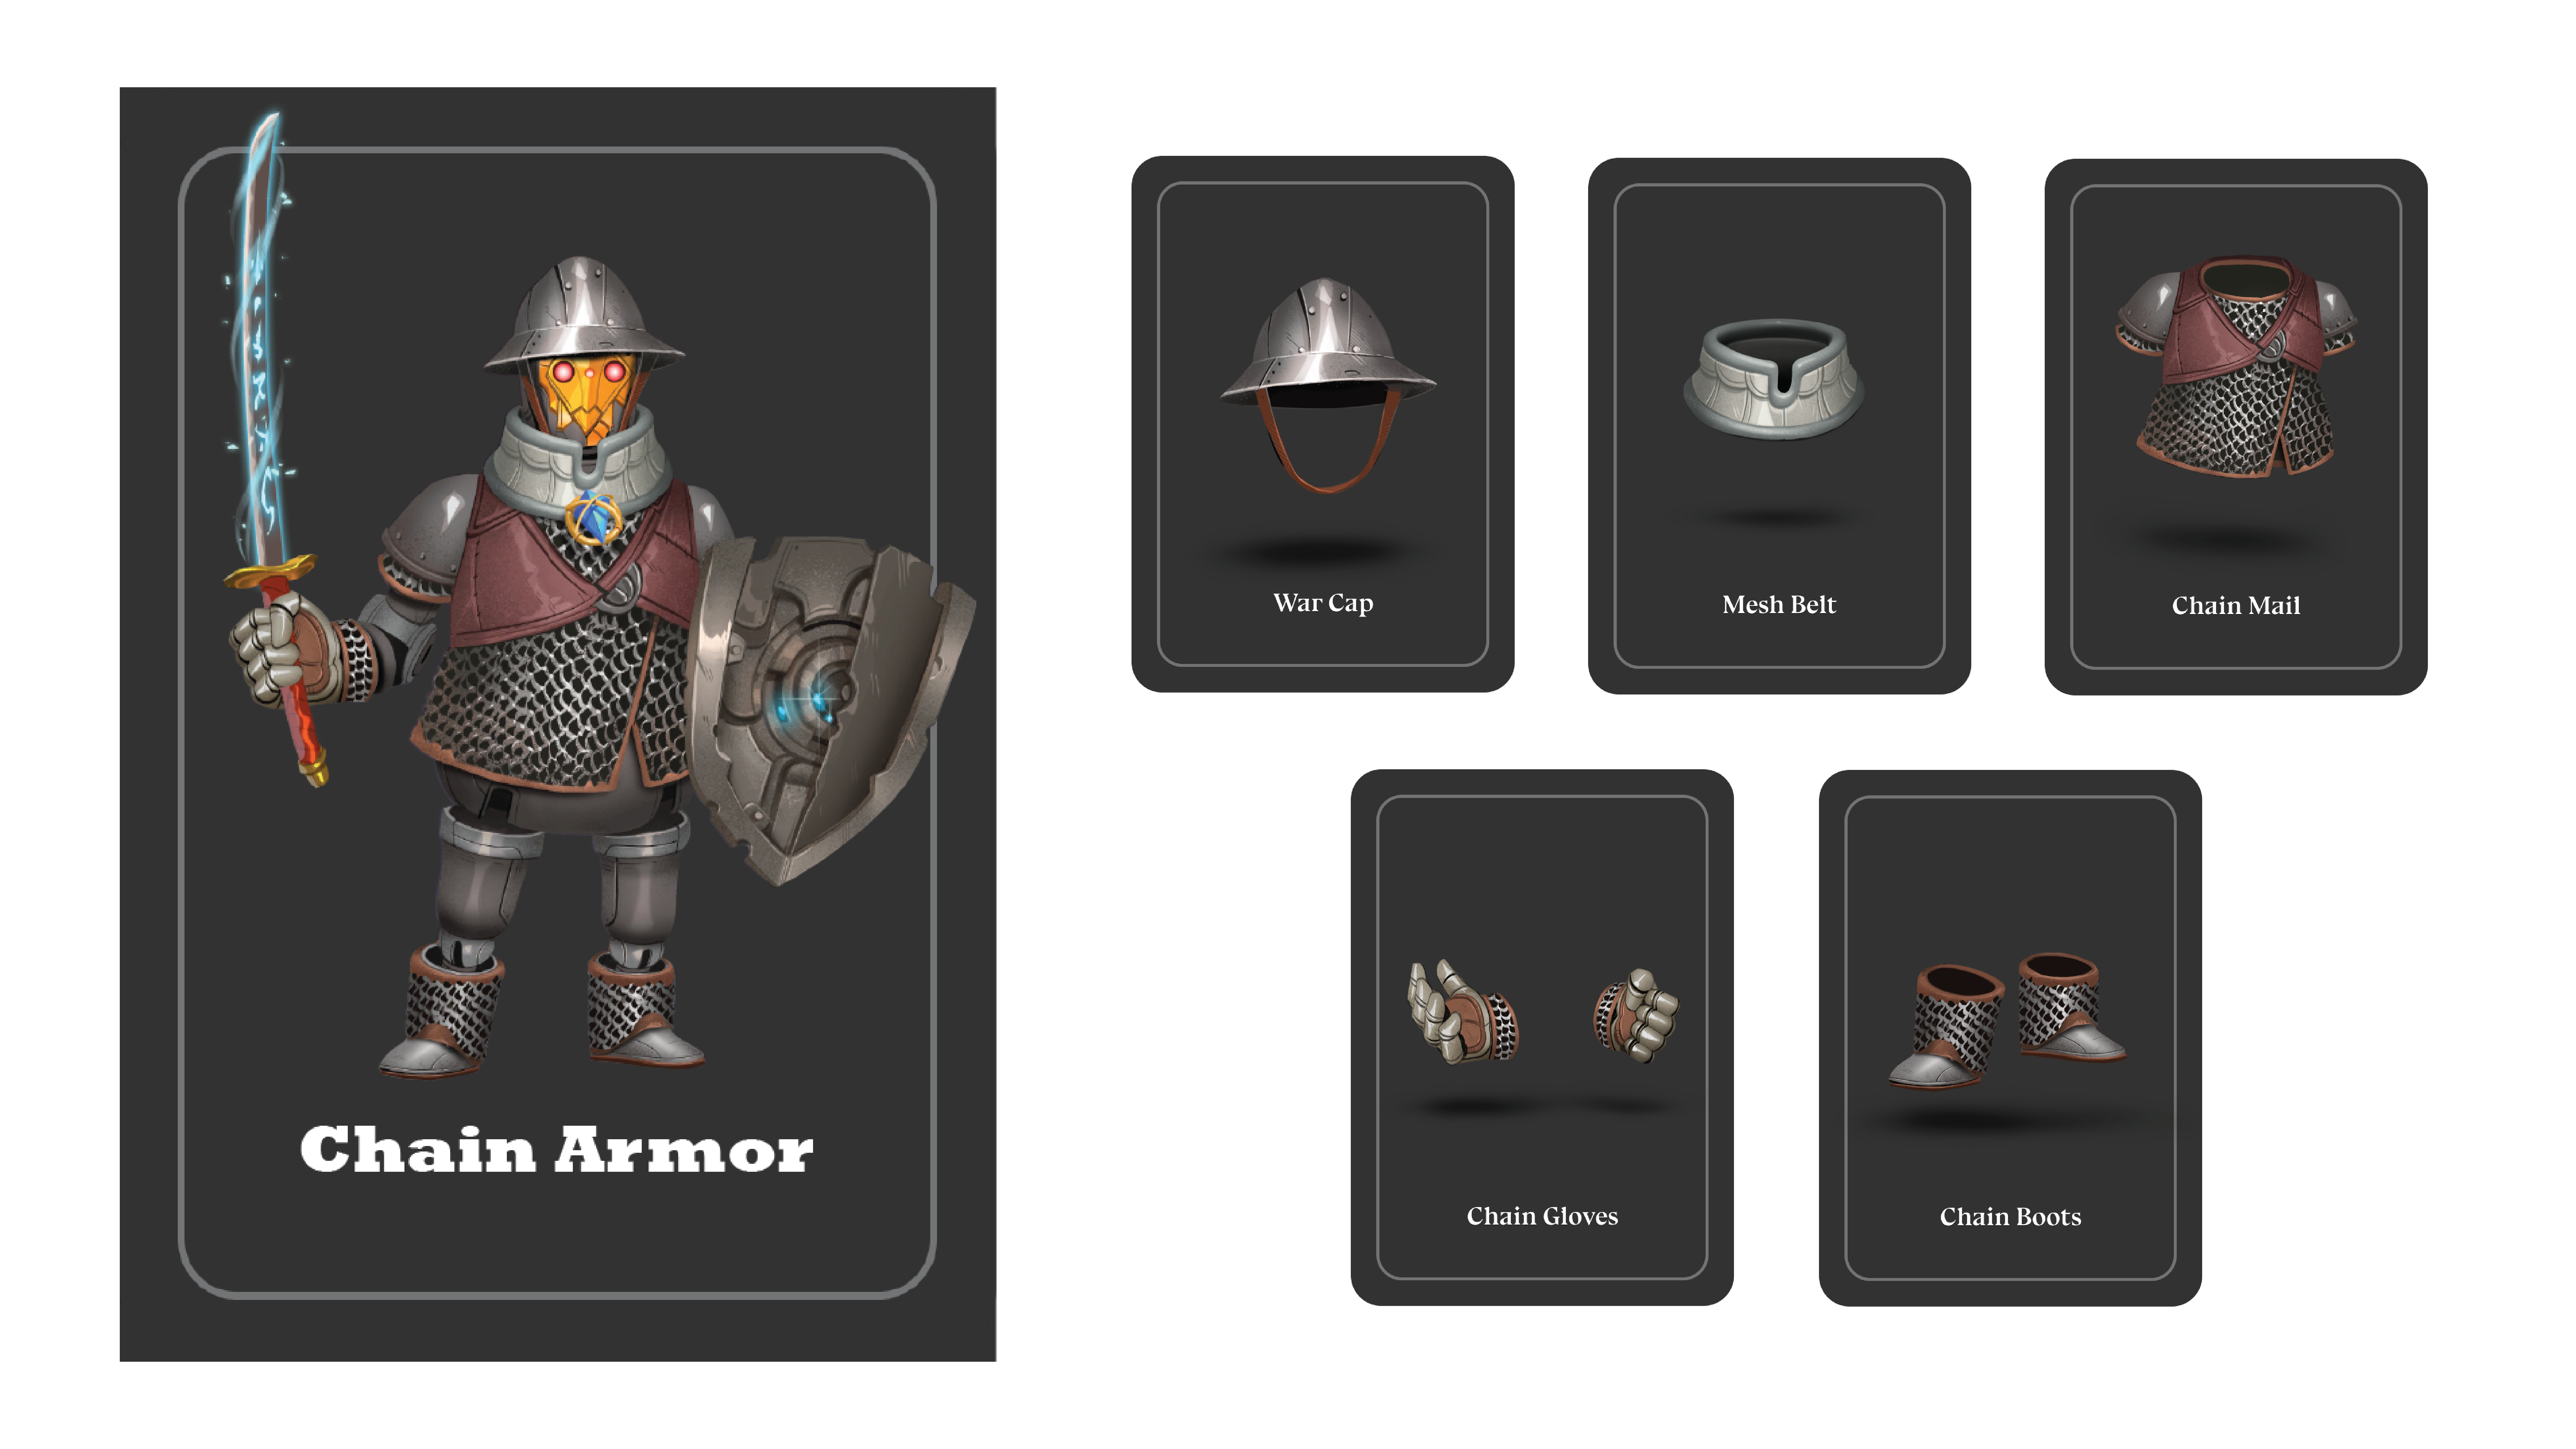 Chain Armor
War Cap
Mesh Belt
Chain Mail
Chain Gloves
Chain Boots